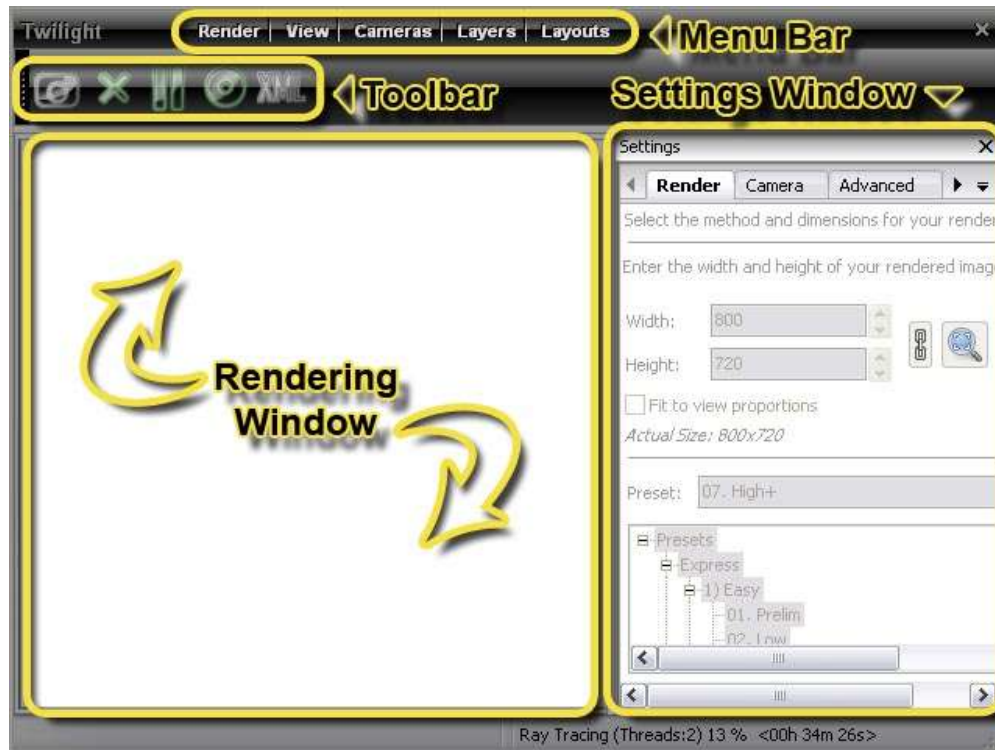 Twilight
Render | View | Cameras | Layers | Layouts
Menu Bar
XML
Toolbar
Settings Window
Settings
Render Camera Advanced
Select the method and dimensions for your render
Enter the width and height of your rendered imag
Width: 800
Height: 720
Fit to view proportions
Actual Size: 800x720
Rendering
Window
Preset: 07. High+
Presets
Express
1) Easy
01. Prelim
02. Low
Ray Tracing (Threads:2) 13 % <00h 34m 26s>